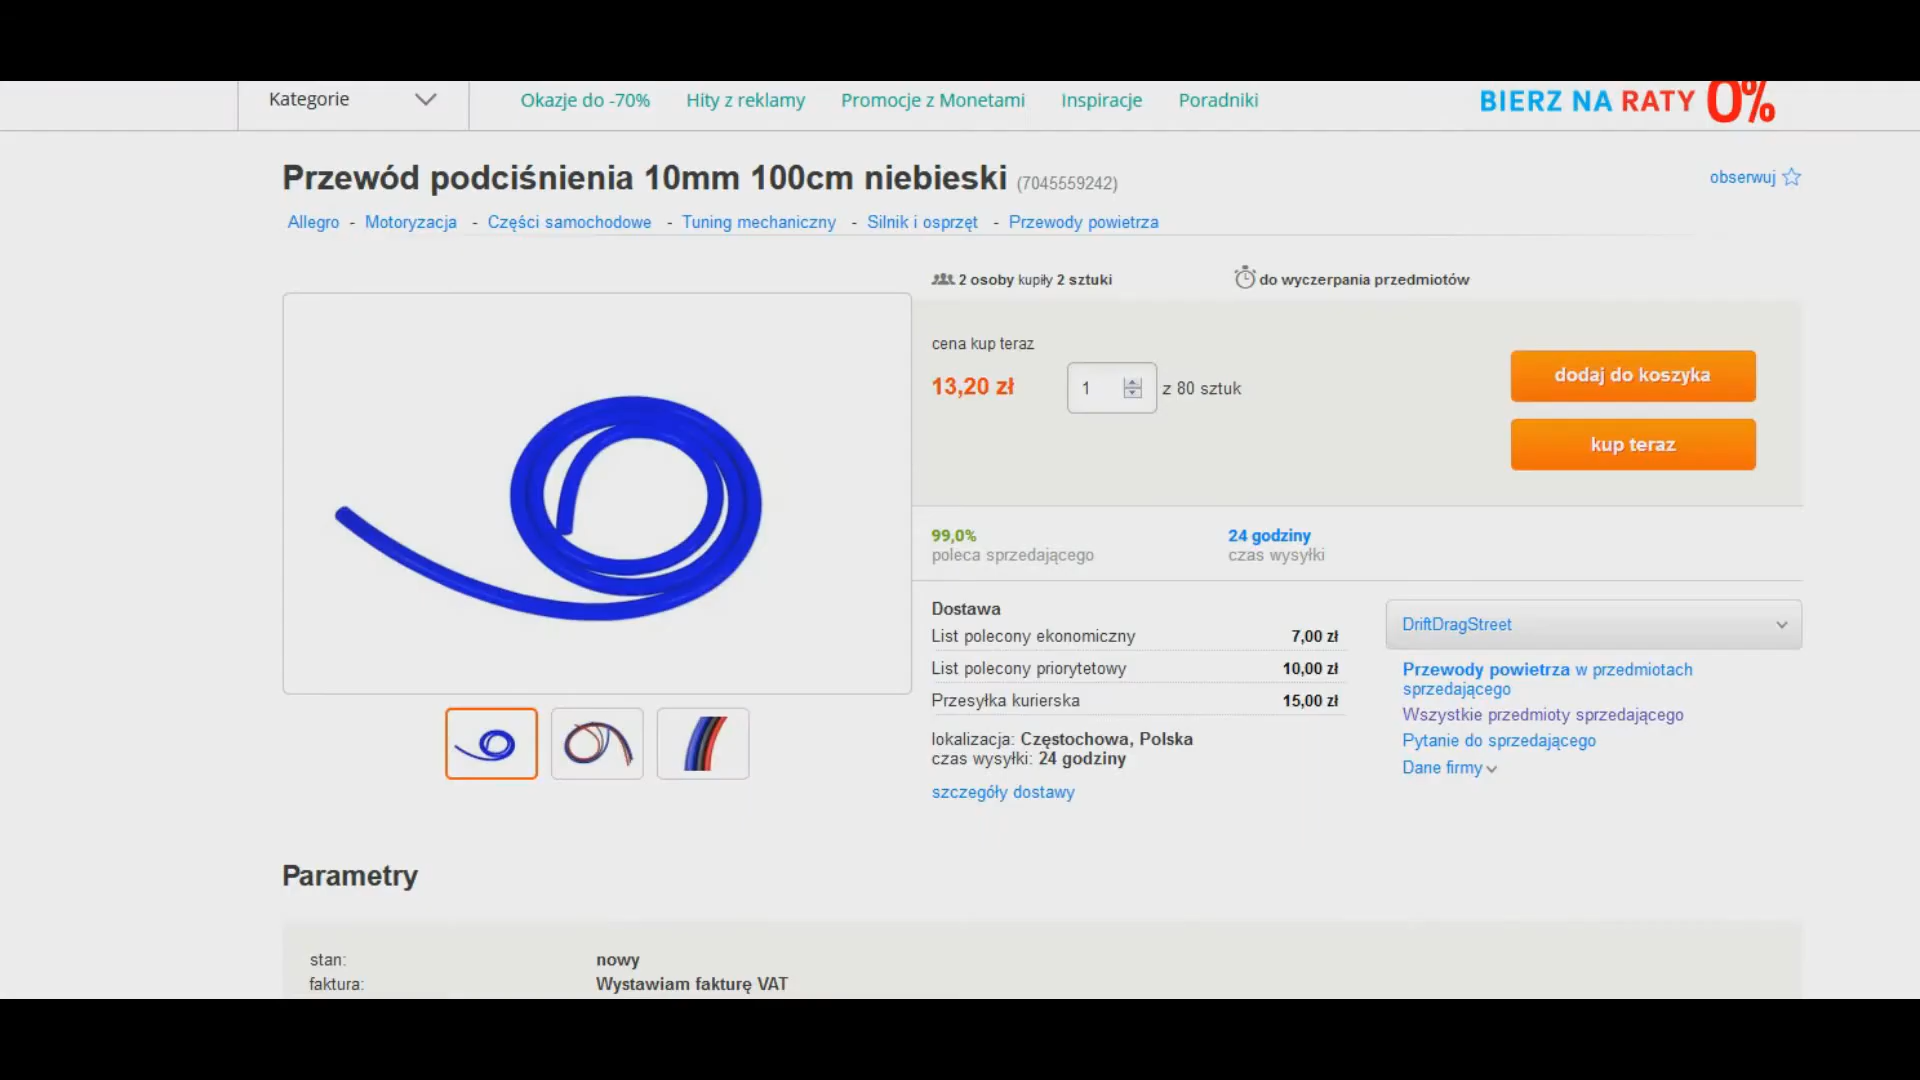 Kategorie
Okazje do -70% Hity z reklamy Promocje z Monetami Inspiracje Poradniki
BIERZ NA RATY 0%
Przewód podciśnienia 10mm 100cm niebieski (7045559242)
obserwuj
Allegro - Motoryzacja - Części samochodowe - Tuning mechaniczny - Silnik i osprzęt - Przewody powietrza
2 osoby kupiły 2 sztuki
do wyczerpania przedmiotów
cena kup teraz
13,20 zł 1 z 80 sztuk
dodaj do koszyka
kup teraz
99,0%
poleca sprzedającego
24 godziny
czas wysyłki
Dostawa
List polecony ekonomiczny 7,00 zł
List polecony priorytetowy 10,00 zł
Przesyłka kurierska 15,00 zł
lokalizacja: Częstochowa, Polska
czas wysyłki: 24 godziny
szczegóły dostawy
DriftDragStreet
Przewody powietrza w przedmiotach
sprzedającego
Wszystkie przedmioty sprzedającego
Pytanie do sprzedającego
Dane firmy
Parametry
stan: nowy
faktura: Wystawiam fakturę VAT